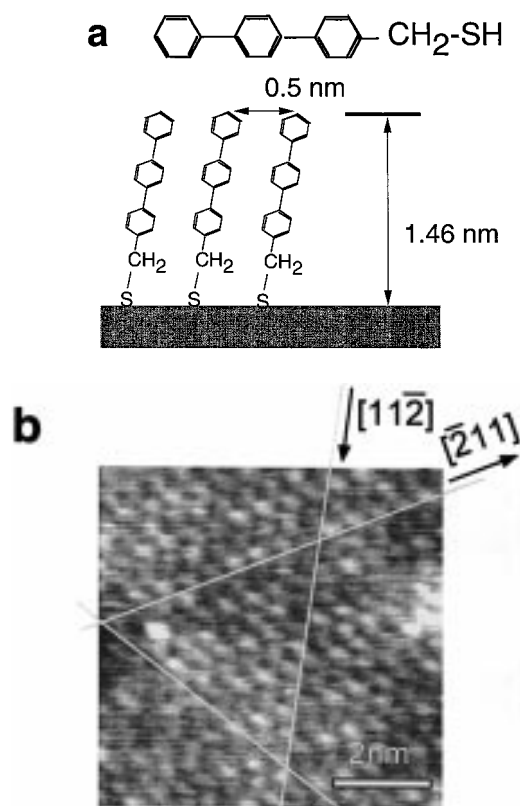 a
CH2-SH
0.5 nm
1.46 nm
CH2 CH2 CH2
S S S
b
[112̅]
[2̅11]
2nm